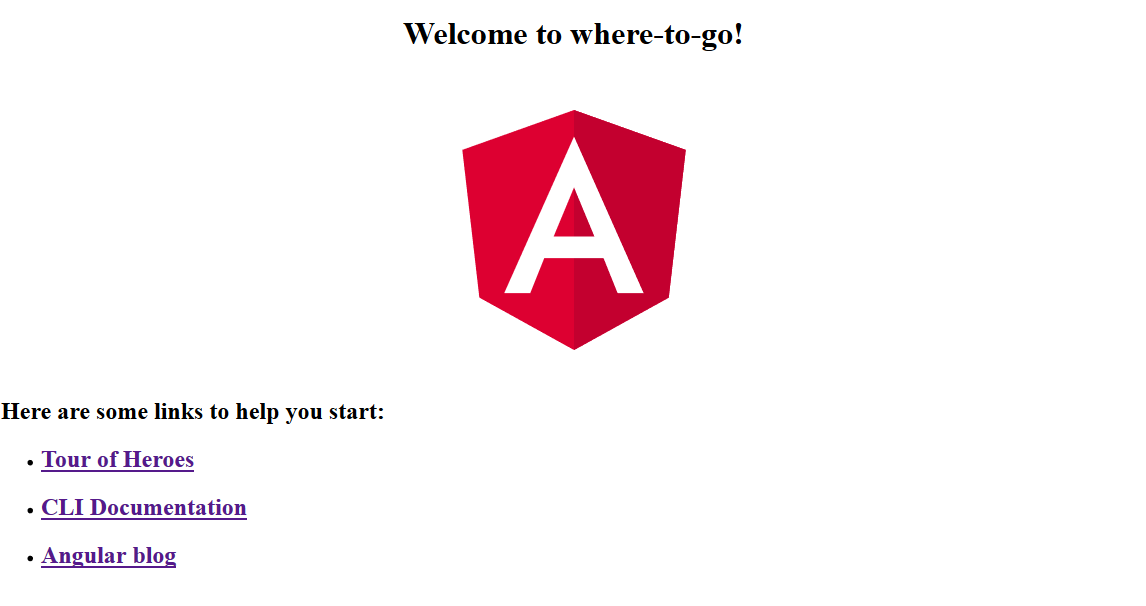 Welcome to where-to-go!
A
Here are some links to help you start:
Tour of Heroes
CLI Documentation
Angular blog